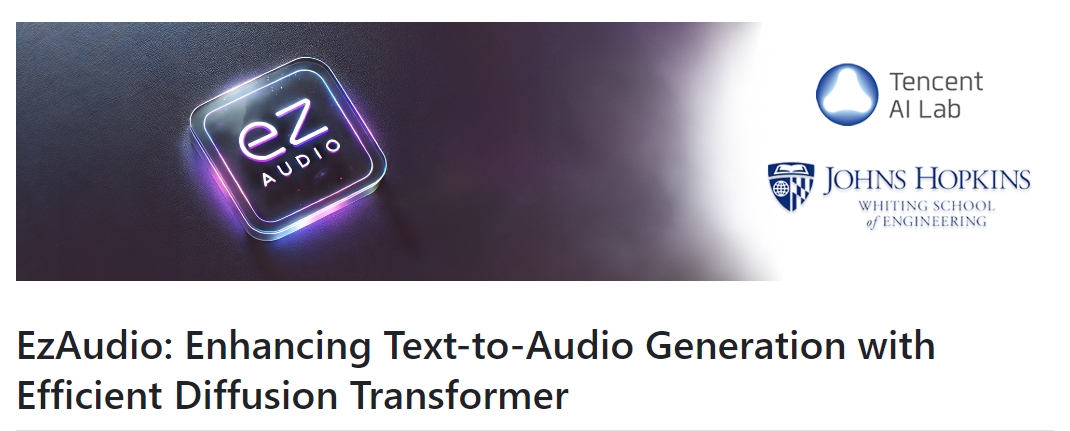 ez
AUDIO
Tencent
AI Lab
JOHNS HOPKINS
WHITING SCHOOL
of ENGINEERING
EzAudio: Enhancing Text-to-Audio Generation with
Efficient Diffusion Transformer